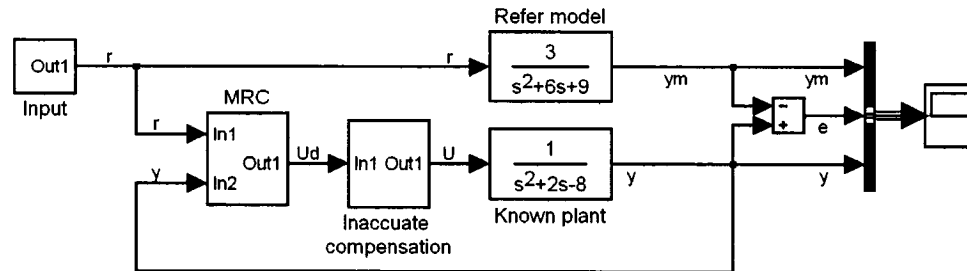 Refer model
r
r
3
Out1
s²+6s+9
ym
ym
Input
MRC
-
+
e
r
In1
Ud
U
1
Out1
In1 Out1
y
In2
s²+2s-8
y
y
Inaccuate
compensation
Known plant